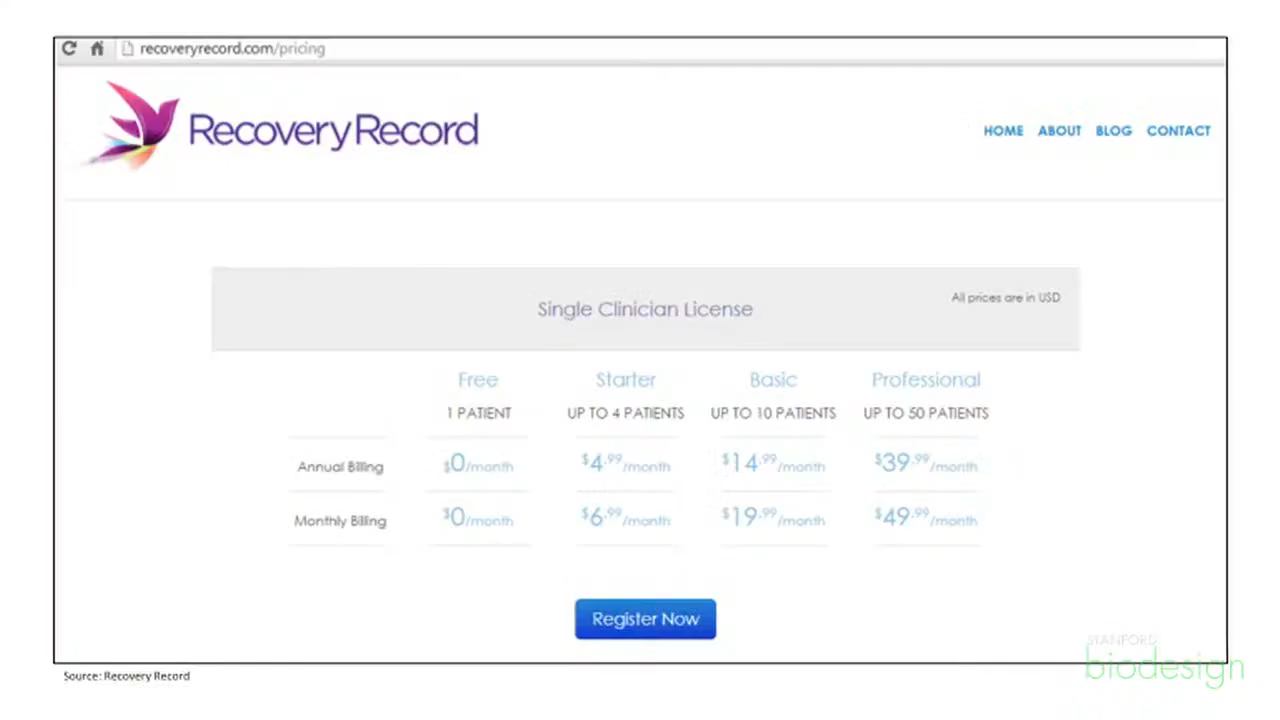 recoveryrecord.com/pricing
Recovery Record
HOME ABOUT BLOG CONTACT
All prices are in USD
Single Clinician License
Free Starter Basic Professional
1 PATIENT UP TO 4 PATIENTS UP TO 10 PATIENTS UP TO 50 PATIENTS
Annual Billing $0/month $4.99/month $14.99/month $39.99/month
Monthly Billing $0/month $6.99/month $19.99/month $49.99/month
Register Now
STANFORD
biodesign
Source: Recovery Record